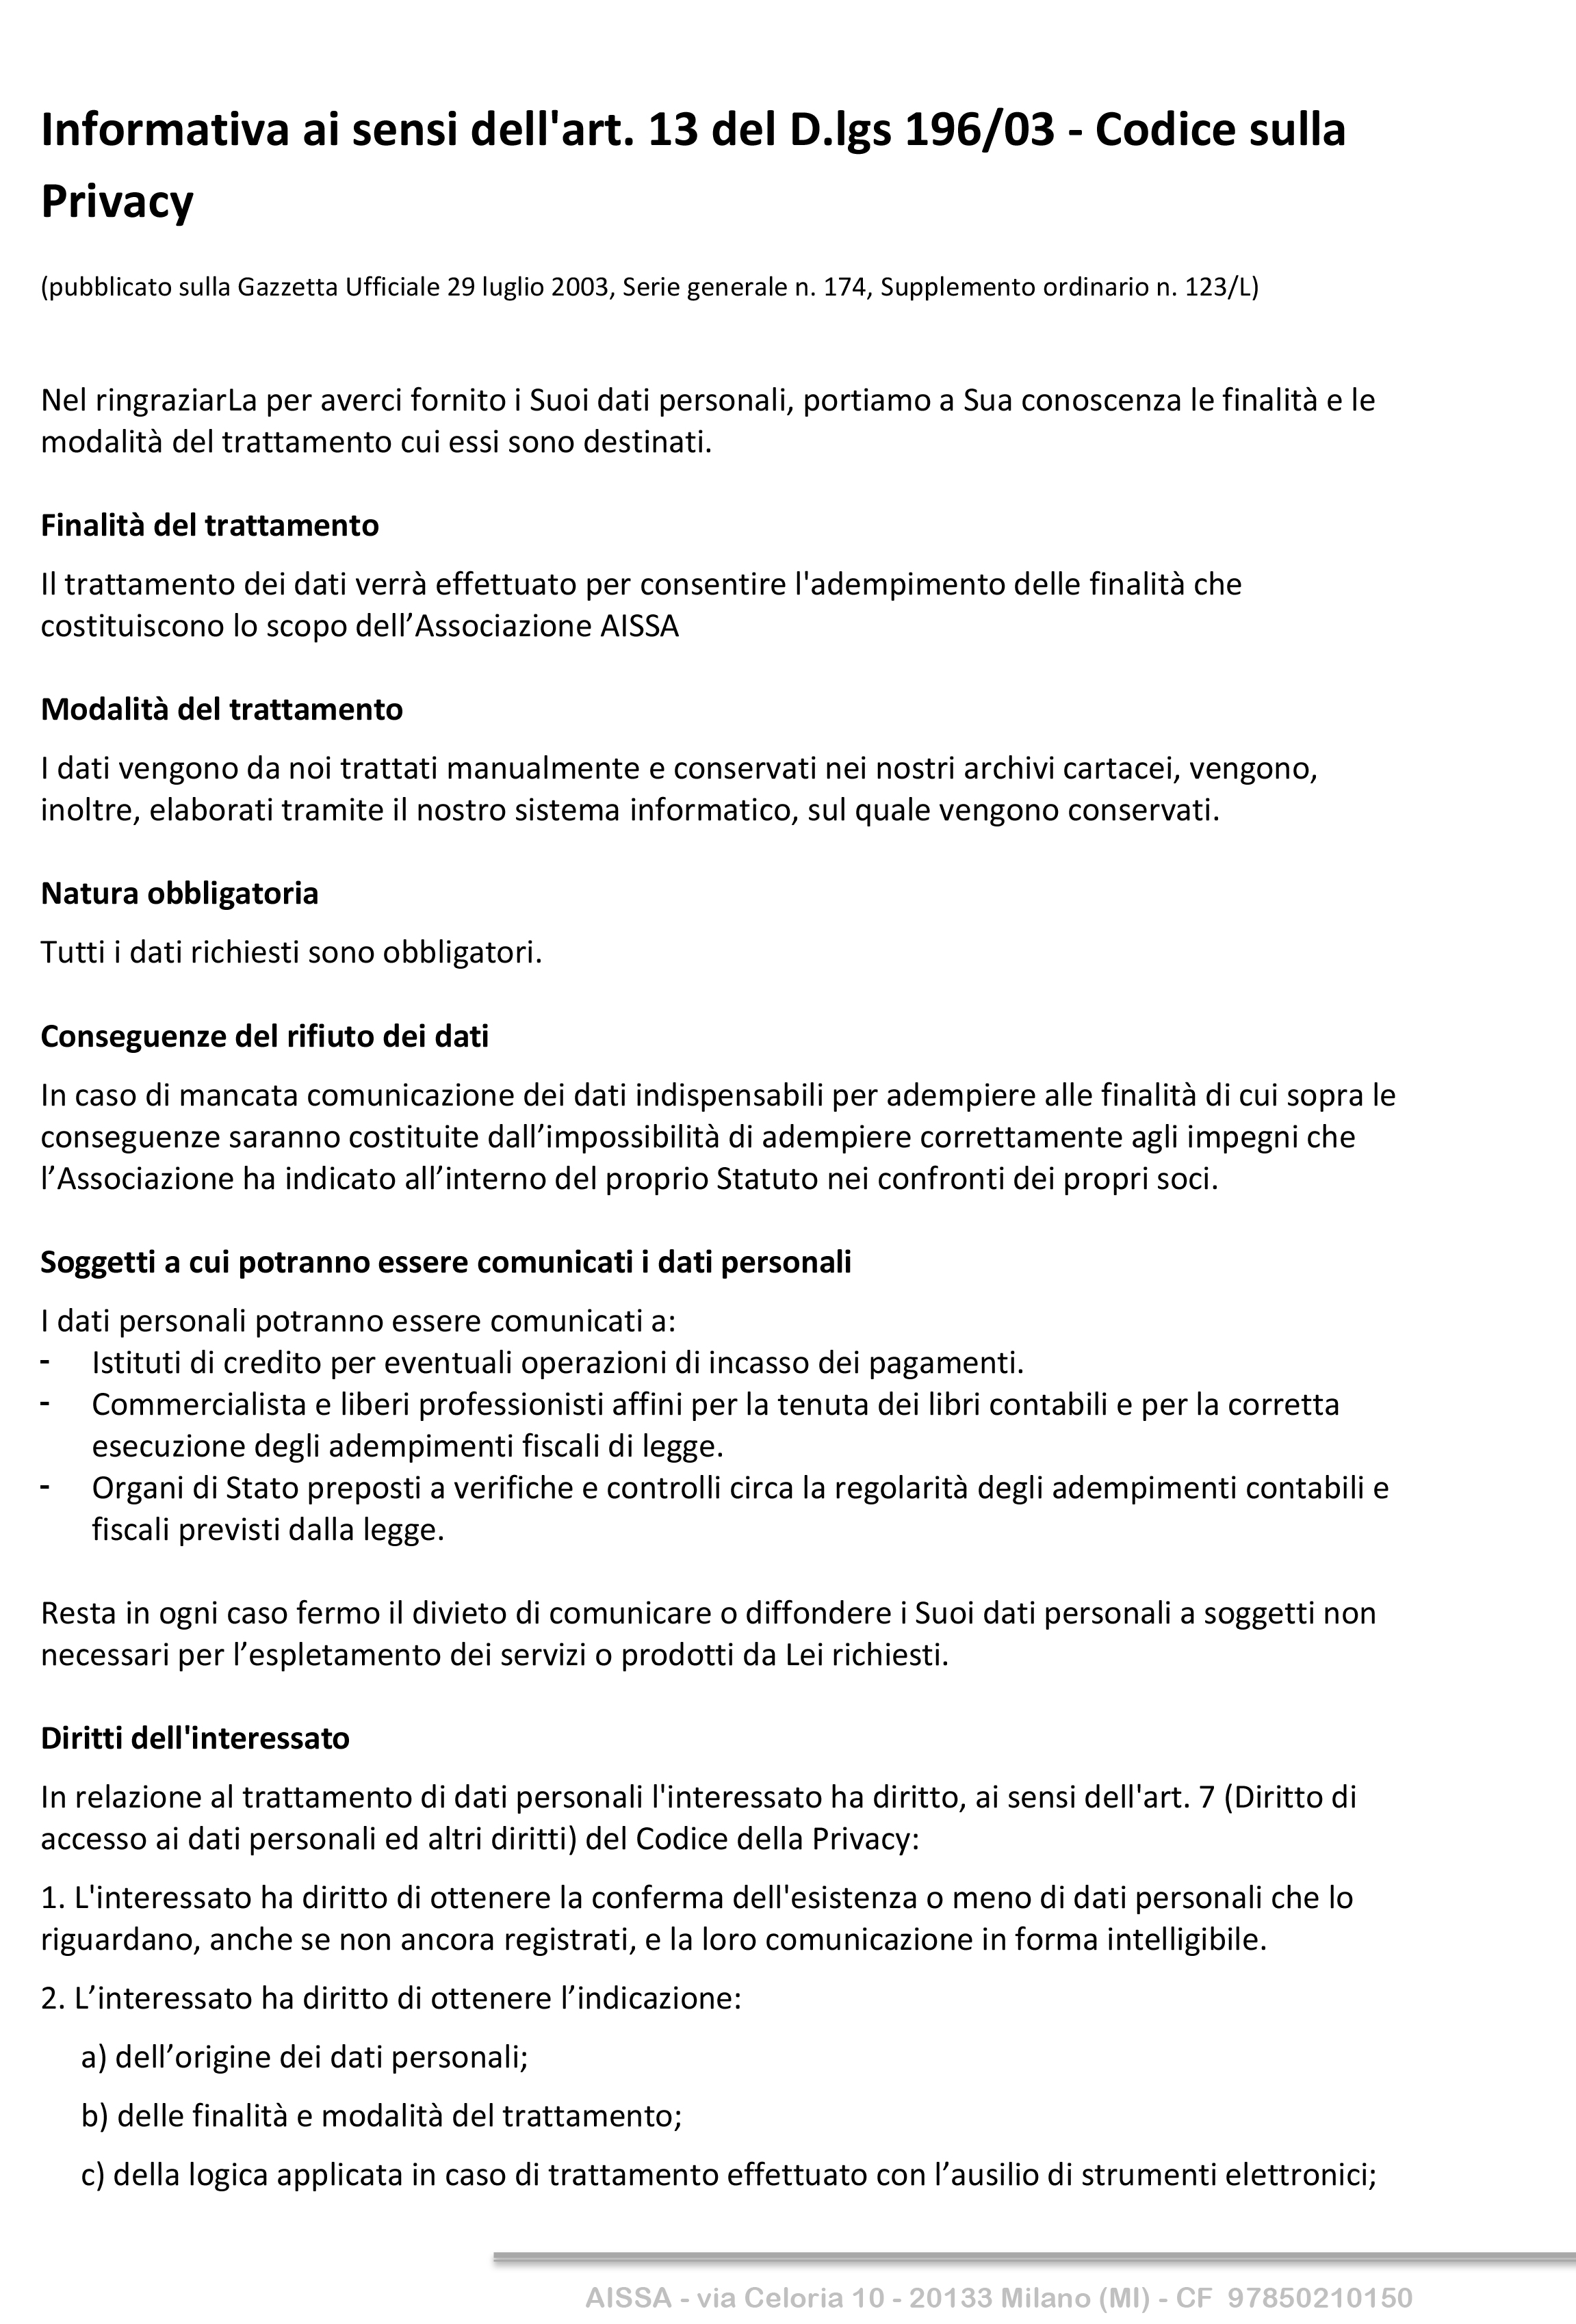 Informativa ai sensi dell'art. 13 del D.lgs 196/03 - Codice sulla
Privacy
(pubblicato sulla Gazzetta Ufficiale 29 luglio 2003, Serie generale n. 174, Supplemento ordinario n. 123/L)
Nel ringraziarLa per averci fornito i Suoi dati personali, portiamo a Sua conoscenza le finalità e le
modalità del trattamento cui essi sono destinati.
Finalità del trattamento
Il trattamento dei dati verrà effettuato per consentire l'adempimento delle finalità che
costituiscono lo scopo dell’Associazione AISSA
Modalità del trattamento
I dati vengono da noi trattati manualmente e conservati nei nostri archivi cartacei, vengono,
inoltre, elaborati tramite il nostro sistema informatico, sul quale vengono conservati.
Natura obbligatoria
Tutti i dati richiesti sono obbligatori.
Conseguenze del rifiuto dei dati
In caso di mancata comunicazione dei dati indispensabili per adempiere alle finalità di cui sopra le
conseguenze saranno costituite dall’impossibilità di adempiere correttamente agli impegni che
l’Associazione ha indicato all’interno del proprio Statuto nei confronti dei propri soci.
Soggetti a cui potranno essere comunicati i dati personali
I dati personali potranno essere comunicati a:
- Istituti di credito per eventuali operazioni di incasso dei pagamenti.
- Commercialista e liberi professionisti affini per la tenuta dei libri contabili e per la corretta
esecuzione degli adempimenti fiscali di legge.
- Organi di Stato preposti a verifiche e controlli circa la regolarità degli adempimenti contabili e
fiscali previsti dalla legge.
Resta in ogni caso fermo il divieto di comunicare o diffondere i Suoi dati personali a soggetti non
necessari per l’espletamento dei servizi o prodotti da Lei richiesti.
Diritti dell'interessato
In relazione al trattamento di dati personali l'interessato ha diritto, ai sensi dell'art. 7 (Diritto di
accesso ai dati personali ed altri diritti) del Codice della Privacy:
1. L'interessato ha diritto di ottenere la conferma dell'esistenza o meno di dati personali che lo
riguardano, anche se non ancora registrati, e la loro comunicazione in forma intelligibile.
2. L’interessato ha diritto di ottenere l’indicazione:
a) dell’origine dei dati personali;
b) delle finalità e modalità del trattamento;
c) della logica applicata in caso di trattamento effettuato con l’ausilio di strumenti elettronici;
AISSA - via Celoria 10 - 20133 Milano (MI) - CF 97850210150